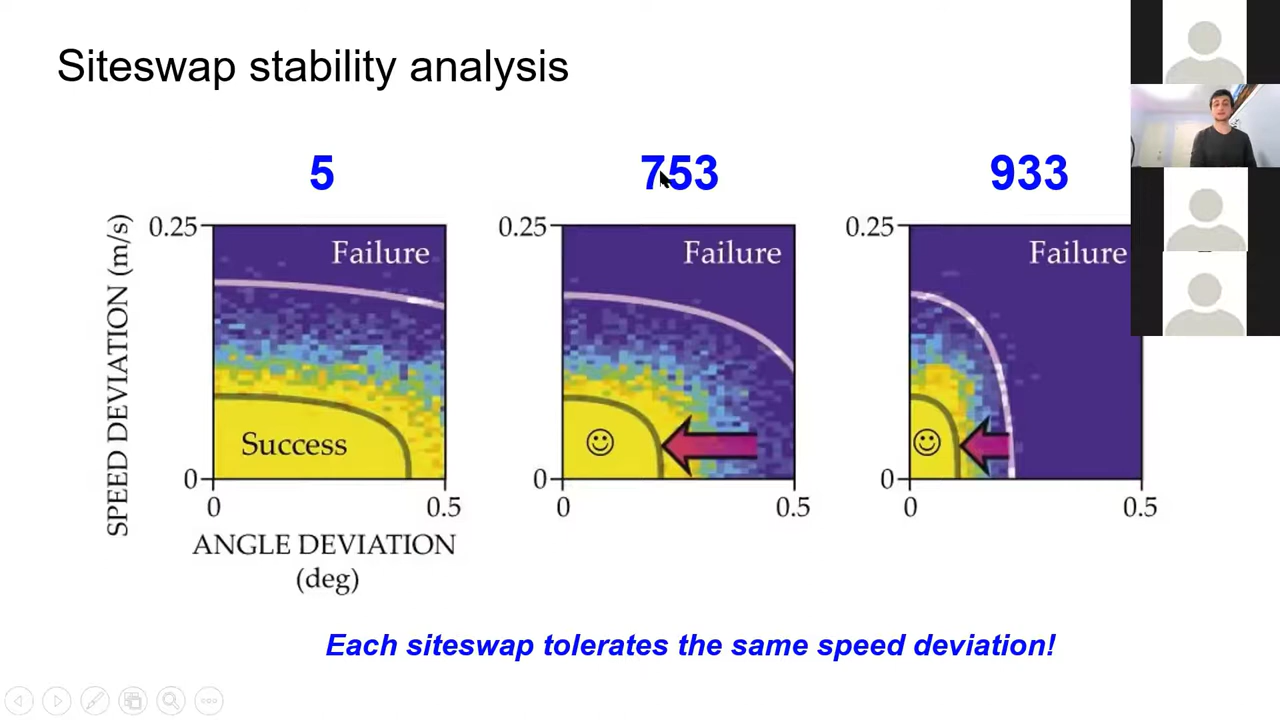 Siteswap stability analysis
5
753
933
SPEED DEVIATION (m/s)
0.25
Failure
Success
0
0
0.5
ANGLE DEVIATION
(deg)
0.25
Failure
0
0
0.5
0.25
Failure
0
0
0.5
Each siteswap tolerates the same speed deviation!